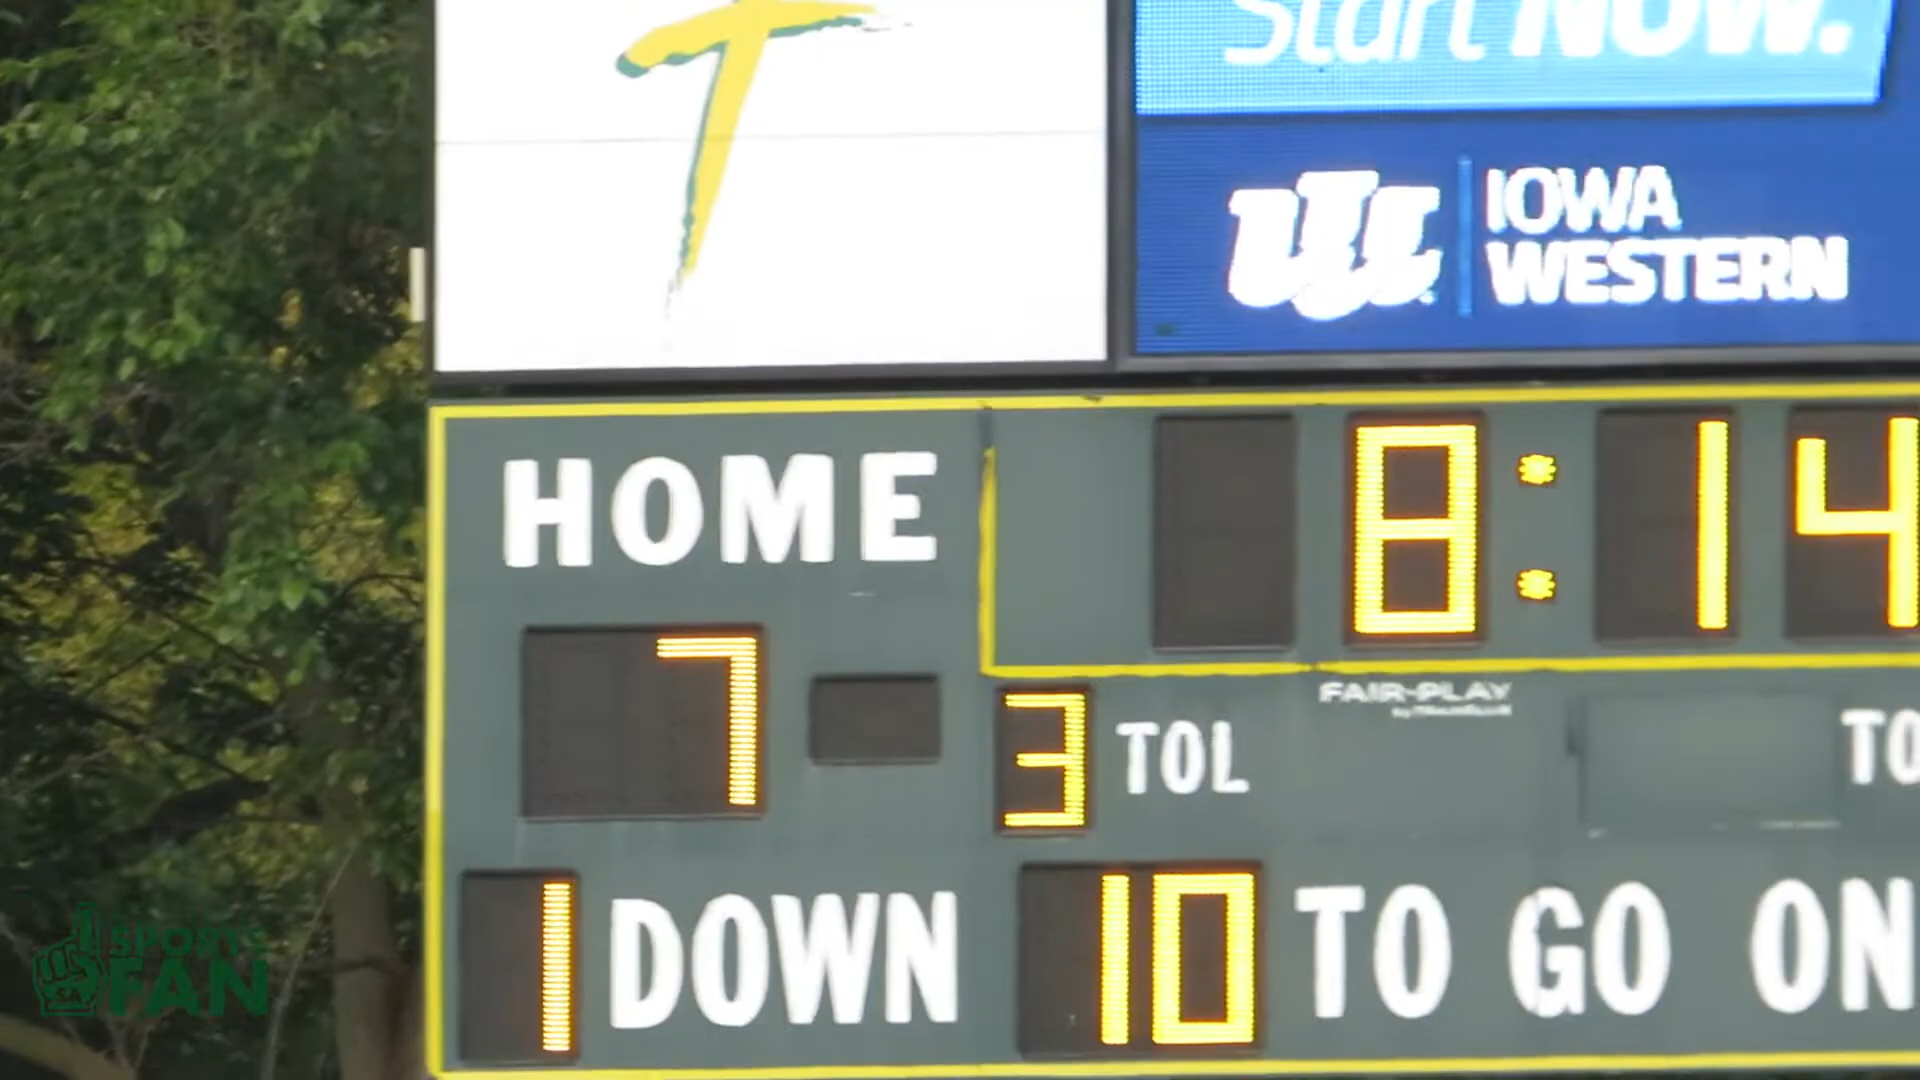 Start NOW.
IOWA
WESTERN
HOME
8:14
7
3 TOL
FAIR-PLAY
TO
1 DOWN 10 TO GO ON
SPORTS
FAN
SA